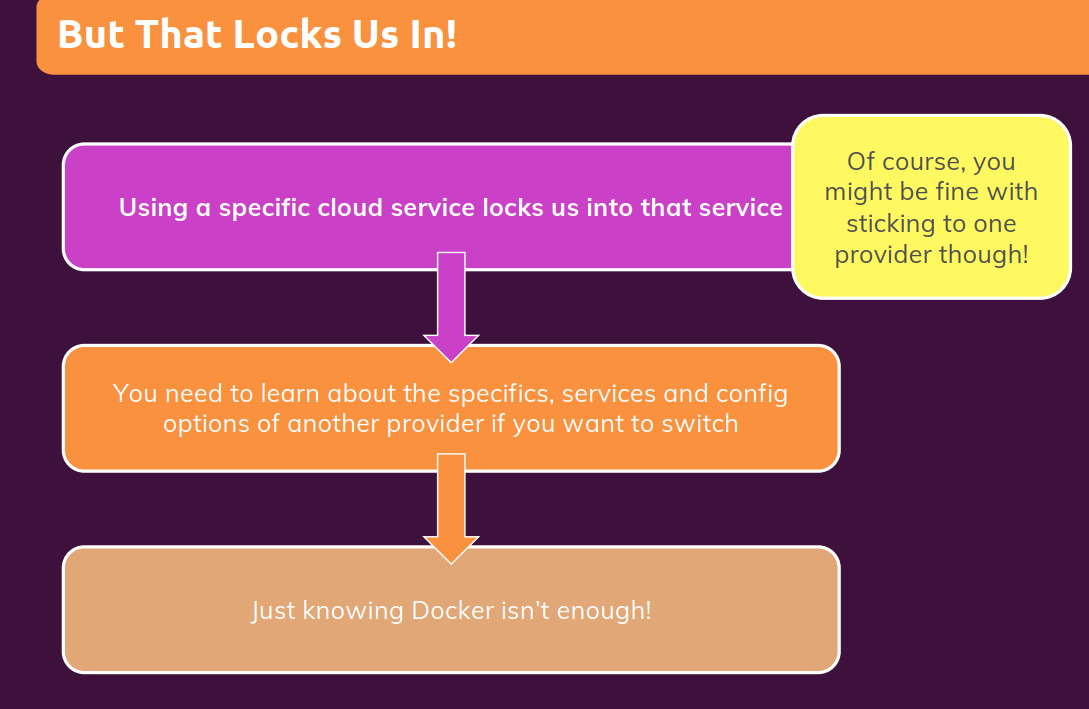 But That Locks Us In!
Using a specific cloud service locks us into that service
Of course, you
might be fine with
sticking to one
provider though!
You need to learn about the specifics, services and config
options of another provider if you want to switch
Just knowing Docker isn’t enough!